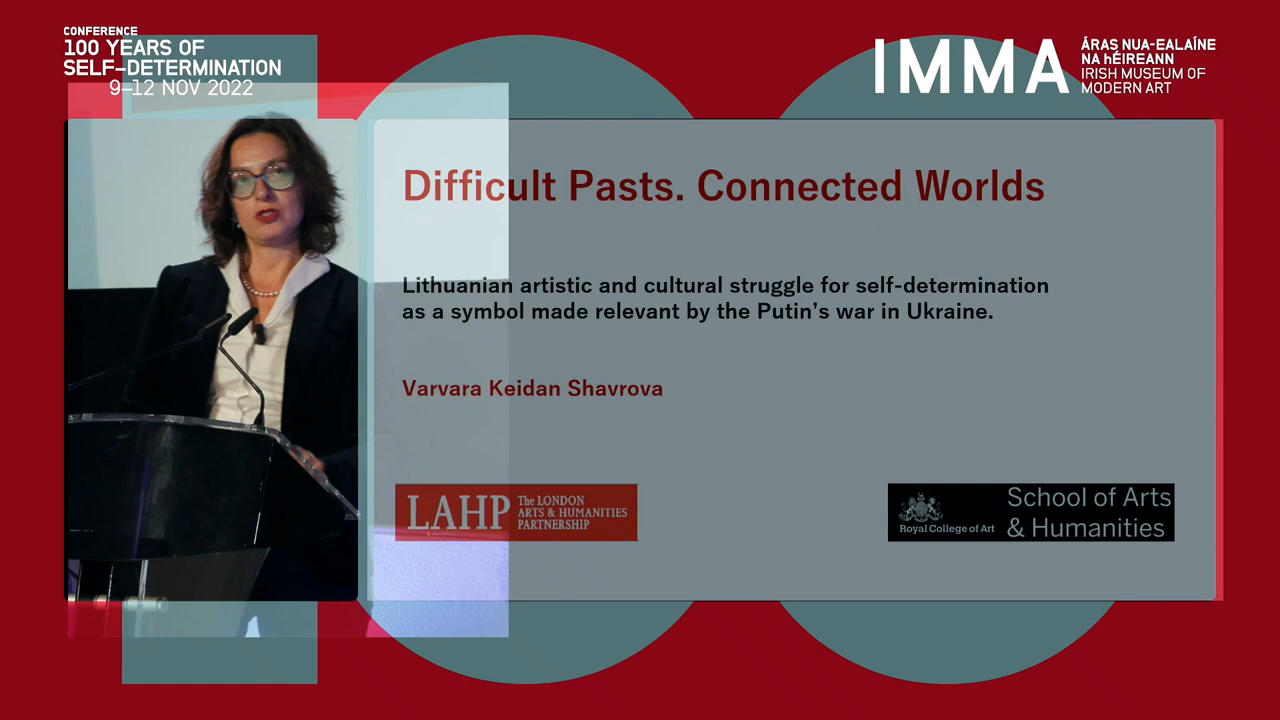 CONFERENCE
100 YEARS OF
SELF–DETERMINATION
9–12 NOV 2022
IMMA
ÁRAS NUA-EALAÍNE
NA hÉIREANN
IRISH MUSEUM OF
MODERN ART
Difficult Pasts. Connected Worlds
Lithuanian artistic and cultural struggle for self-determination
as a symbol made relevant by the Putin’s war in Ukraine.
Varvara Keidan Shavrova
LAHP
The LONDON
ARTS & HUMANITIES
PARTNERSHIP
Royal College of Art
School of Arts
& Humanities